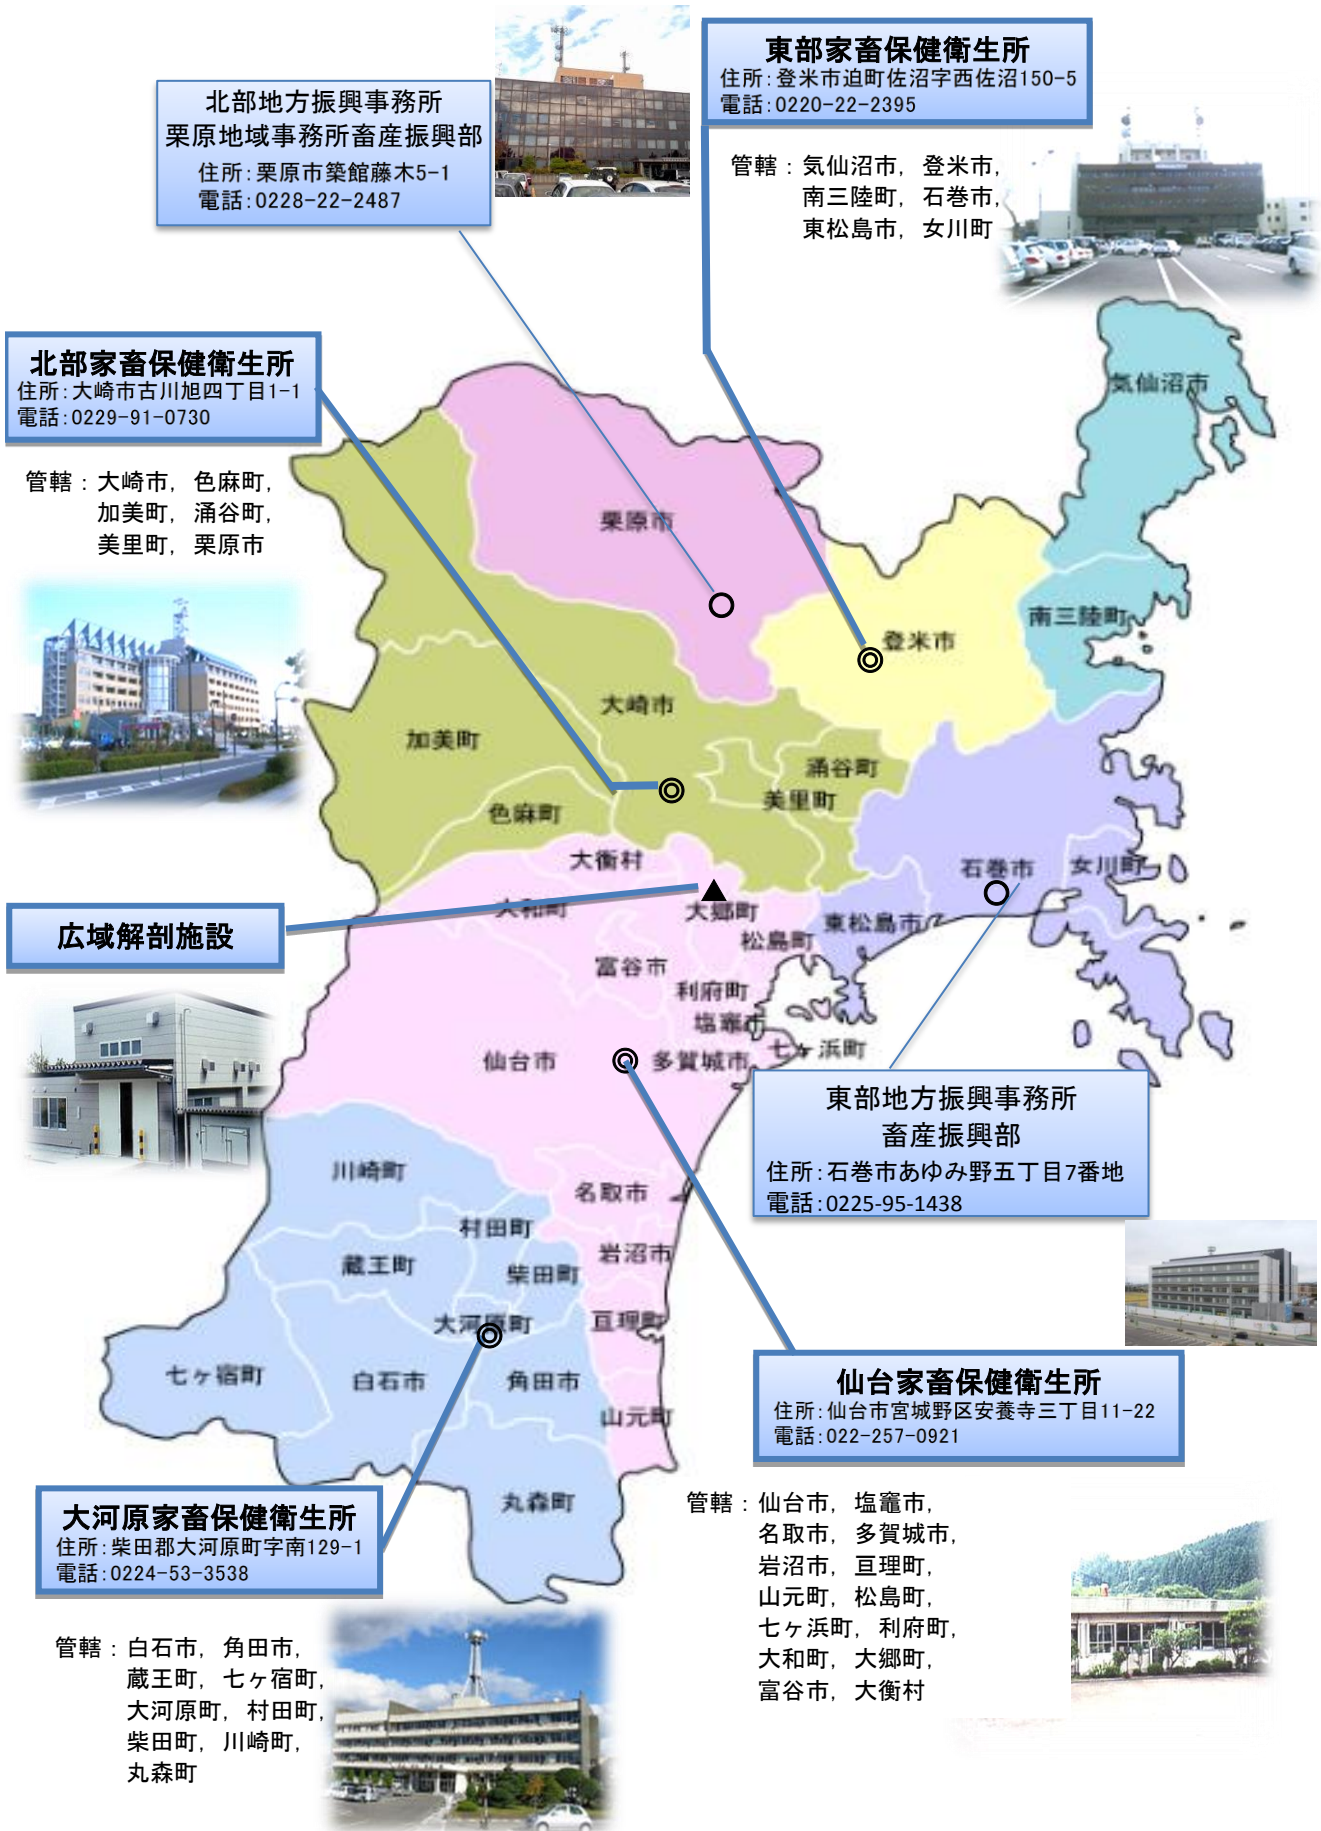 東部家畜保健衛生所
住所：登米市迫町佐沼字西佐沼150-5
電話：0220-22-2395
北部地方振興事務所
栗原地域事務所畜産振興部
住所：栗原市築館藤木5-1
電話：0228-22-2487
管轄：気仙沼市，登米市，
南三陸町，石巻市，
東松島市，女川町
北部家畜保健衛生所
住所：大崎市古川旭四丁目1-1
電話：0229-91-0730
管轄：大崎市，色麻町，
加美町，涌谷町，
美里町，栗原市
気仙沼市
栗原市
南三陸町
登米市
大崎市
加美町
涌谷町
美里町
色麻町
大衡村
石巻市
女川町
大和町
大郷町
東松島市
松島町
富谷市
利府町
塩竈市
仙台市
多賀城市
七ヶ浜町
広域解剖施設
東部地方振興事務所
畜産振興部
住所：石巻市あゆみ野五丁目7番地
電話：0225-95-1438
川崎町
名取市
村田町
岩沼市
蔵王町
柴田町
大河原町
亘理町
七ヶ宿町
白石市
角田市
山元町
丸森町
仙台家畜保健衛生所
住所：仙台市宮城野区安養寺三丁目11-22
電話：022-257-0921
管轄：仙台市，塩竈市，
名取市，多賀城市，
岩沼市，亘理町，
山元町，松島町，
七ヶ浜町，利府町，
大和町，大郷町，
富谷市，大衡村
大河原家畜保健衛生所
住所：柴田郡大河原町字南129-1
電話：0224-53-3538
管轄：白石市，角田市，
蔵王町，七ヶ宿町，
大河原町，村田町，
柴田町，川崎町，
丸森町